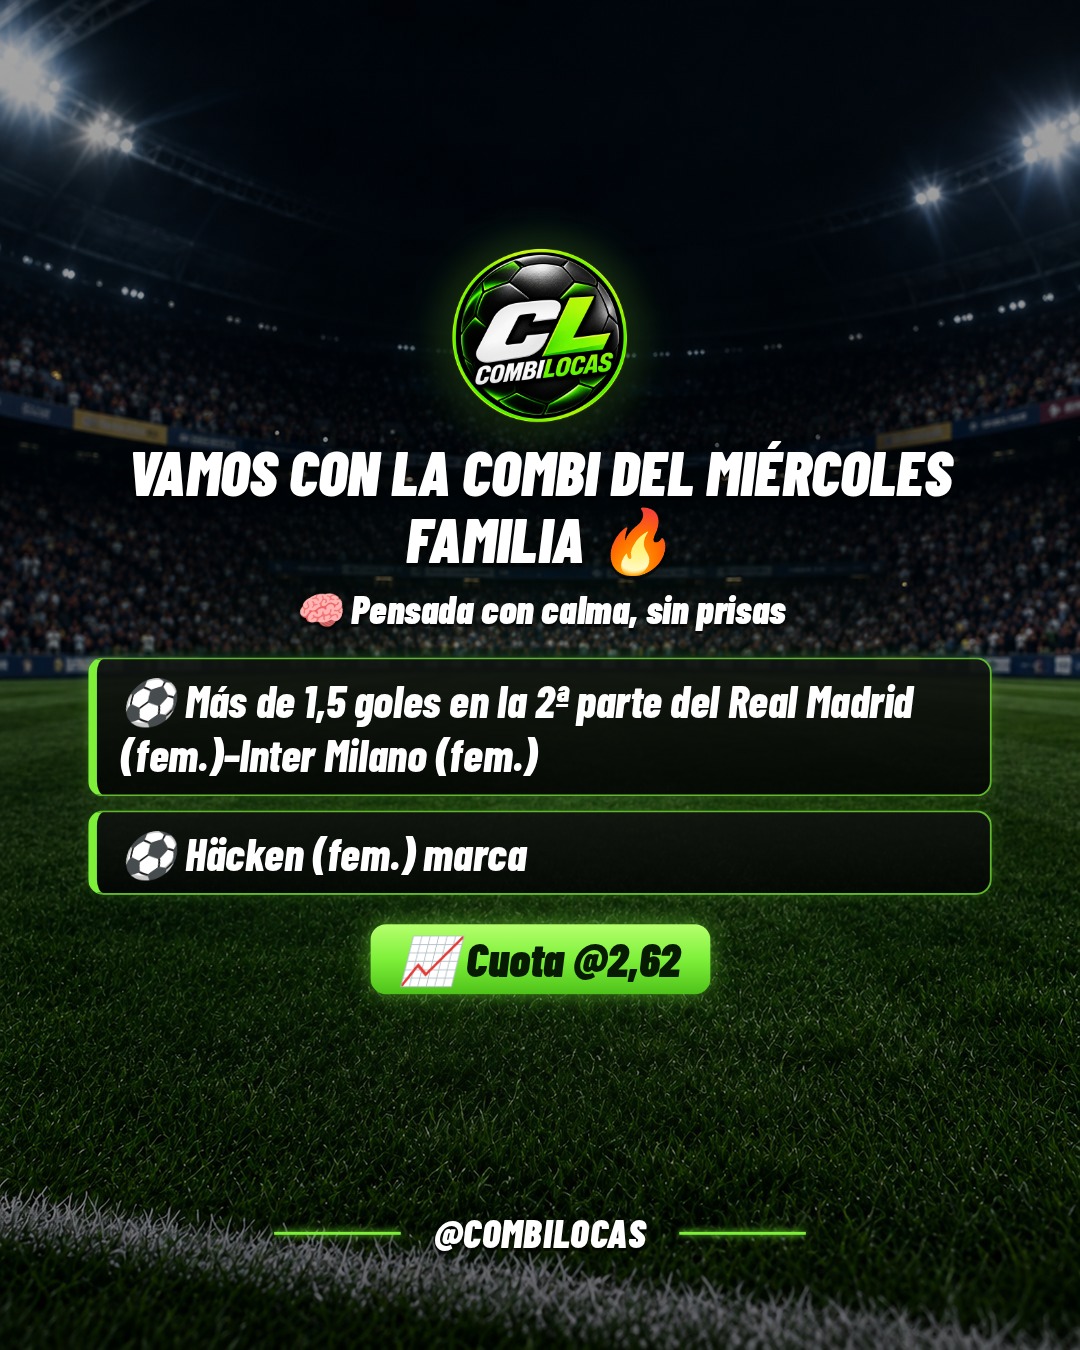 CL
COMBILOCAS
VAMOS CON LA COMBI DEL MIÉRCOLES
FAMILIA 🔥
🧠 Pensada con calma, sin prisas
⚽ Más de 1,5 goles en la 2ª parte del Real Madrid
(fem.)-Inter Milano (fem.)
⚽ Häcken (fem.) marca
📈 Cuota @2,62
@COMBILOCAS